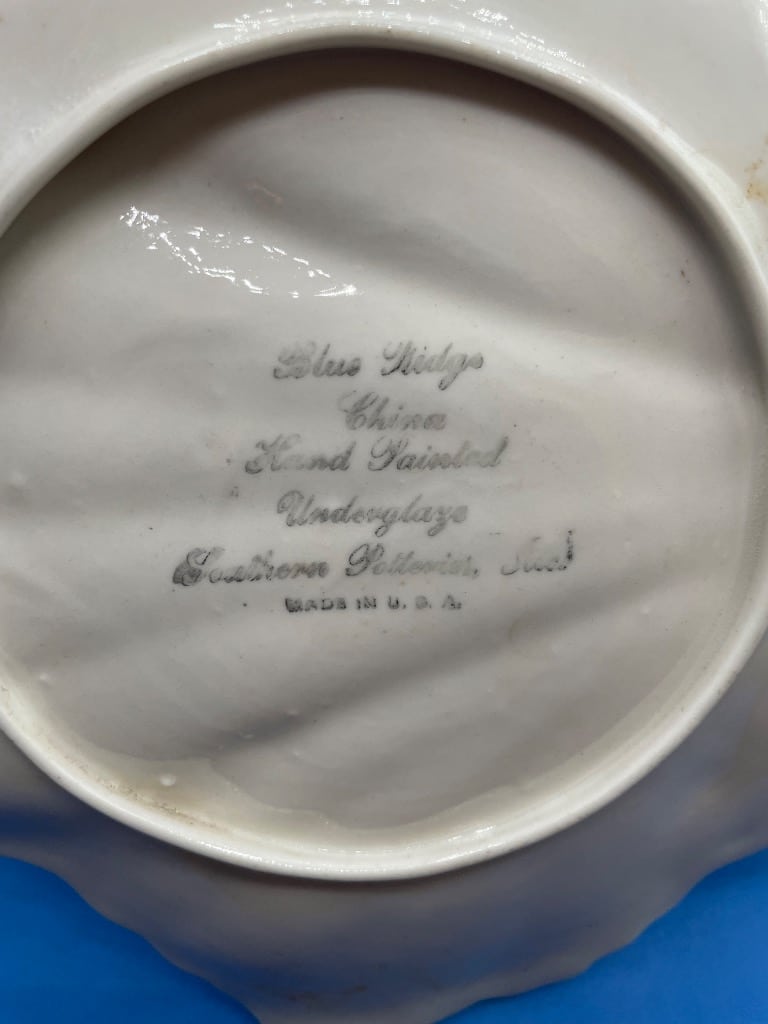 Blue Ridge
China
Hand Painted
Underglaze
Southern Potteries, Inc.
MADE IN U. S. A.